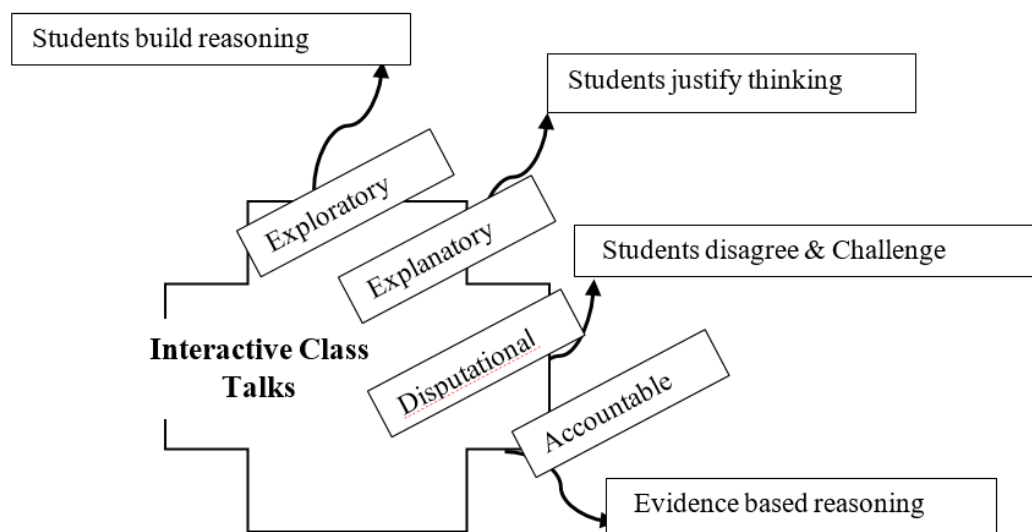 Students build reasoning
Students justify thinking
Exploratory
Explanatory
Students disagree & Challenge
Interactive Class
Talks
Disputational
Accountable
Evidence based reasoning